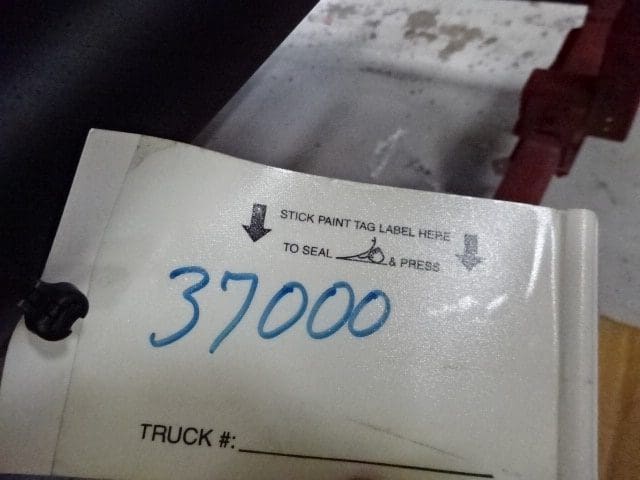 STICK PAINT TAG LABEL HERE
TO SEAL & PRESS
37000
TRUCK #: